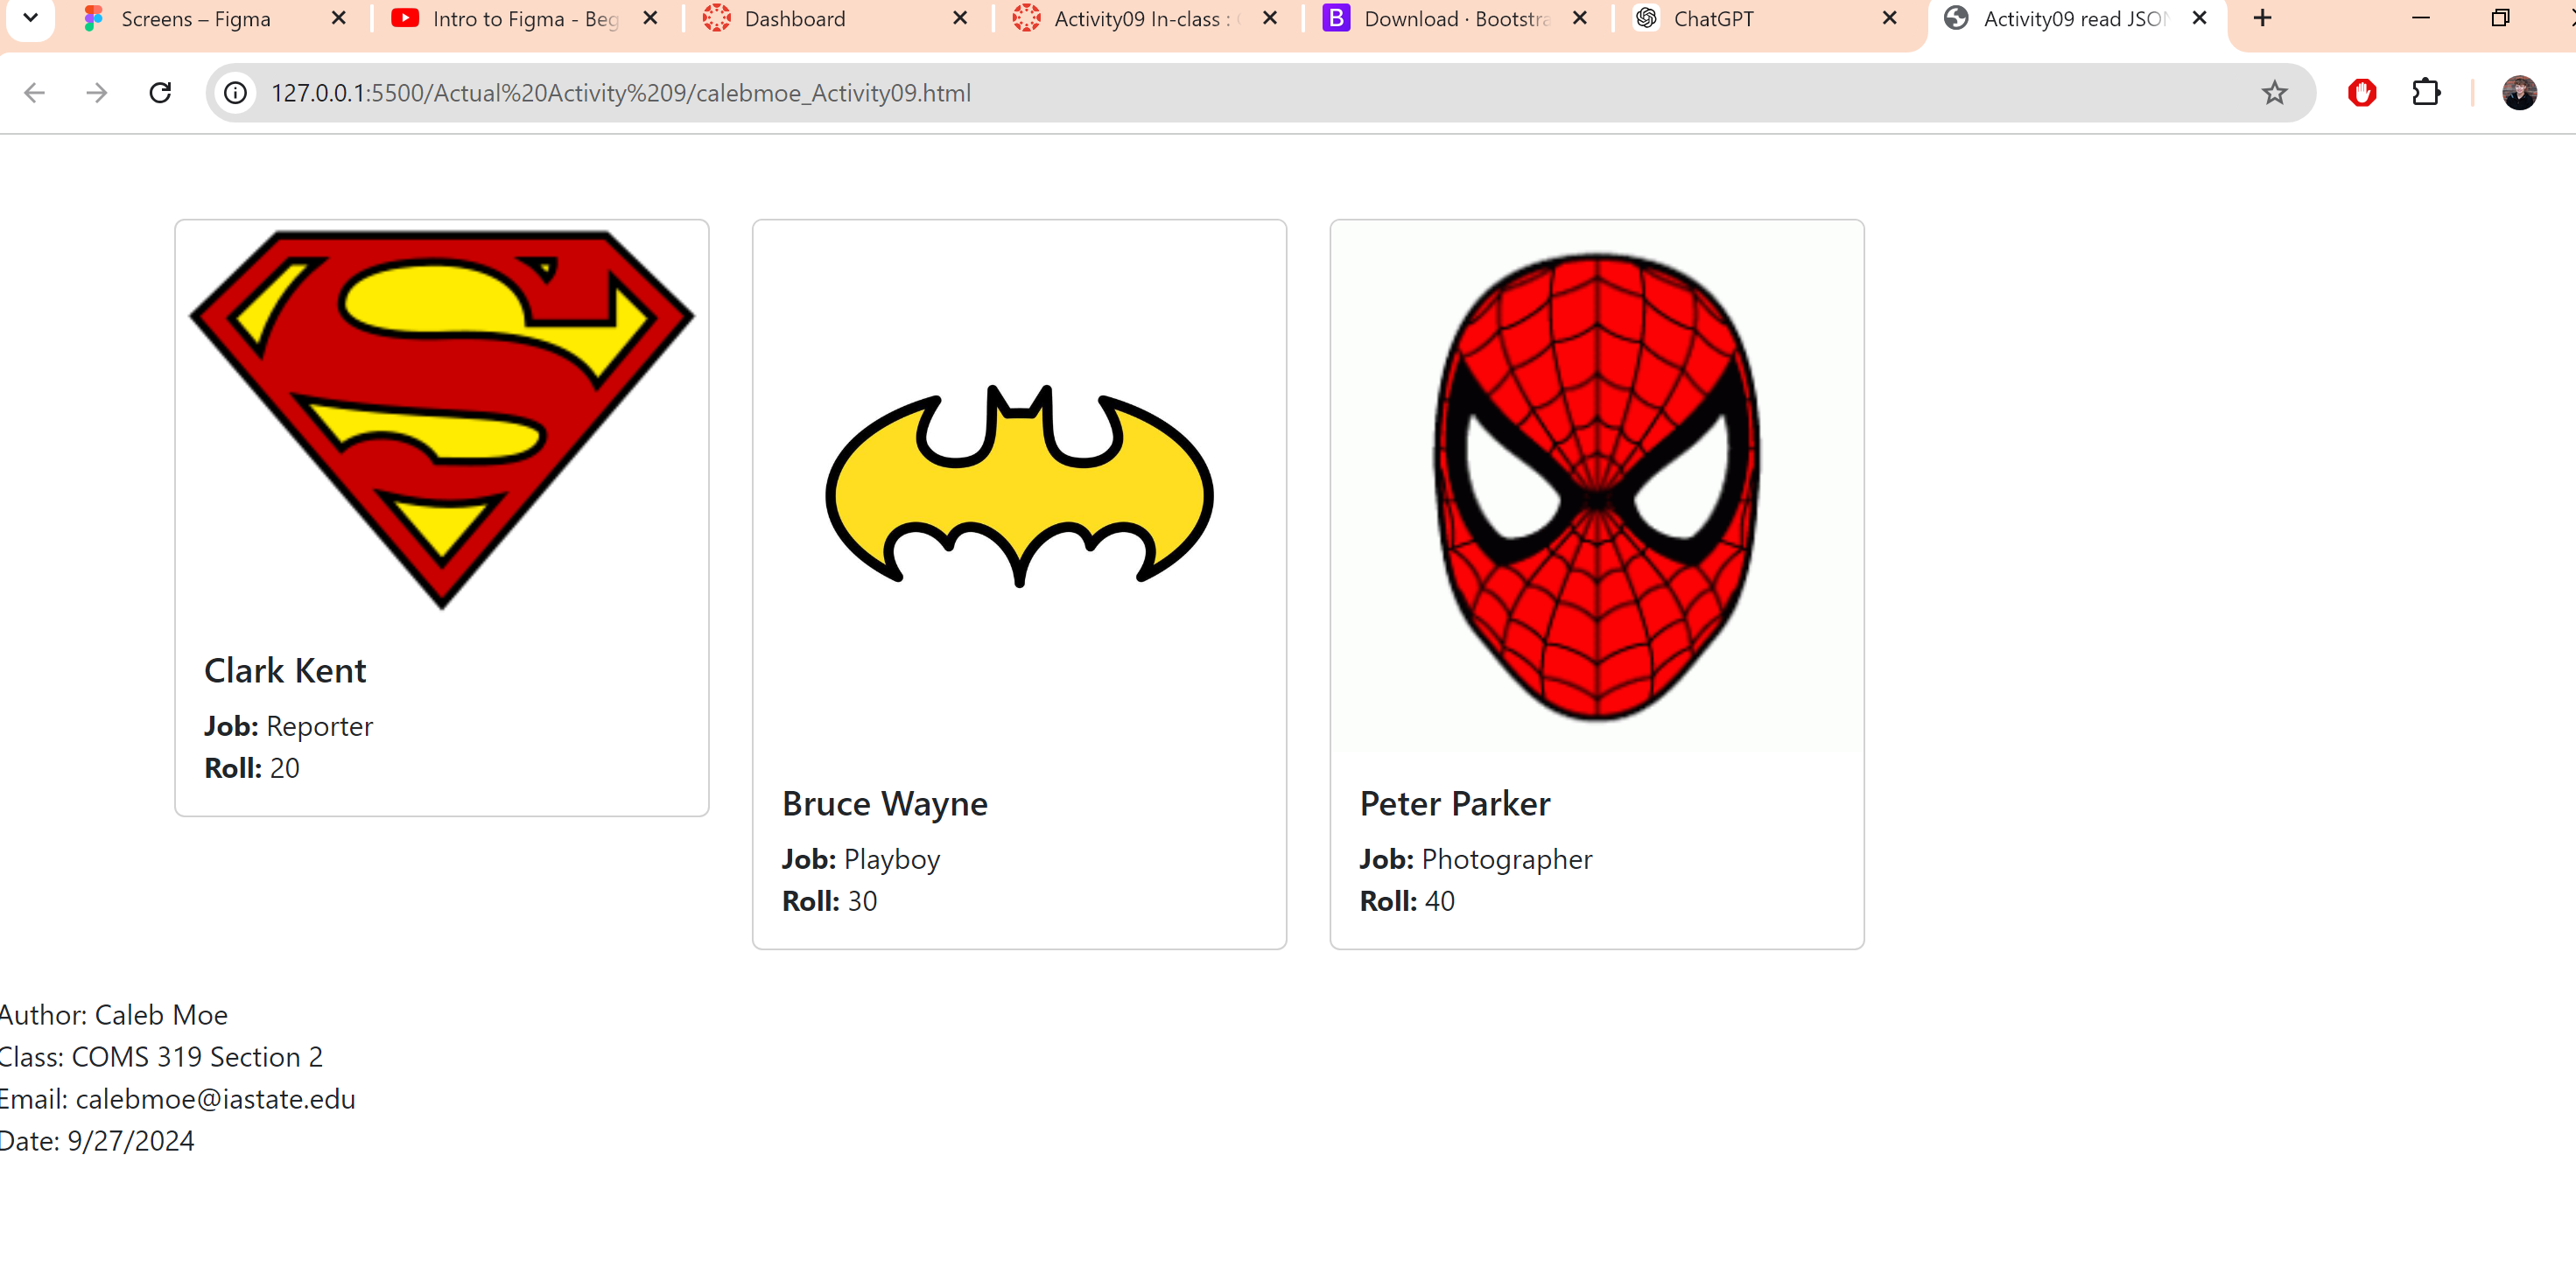 Screens – Figma
Intro to Figma - Beg
Dashboard
Activity09 In-class :
Download · Bootstra
ChatGPT
Activity09 read JSON
127.0.0.1:5500/Actual%20Activity%209/calebmoe_Activity09.html
Clark Kent
Job: Reporter
Roll: 20
Bruce Wayne
Job: Playboy
Roll: 30
Peter Parker
Job: Photographer
Roll: 40
Author: Caleb Moe
Class: COMS 319 Section 2
Email: calebmoe@iastate.edu
Date: 9/27/2024